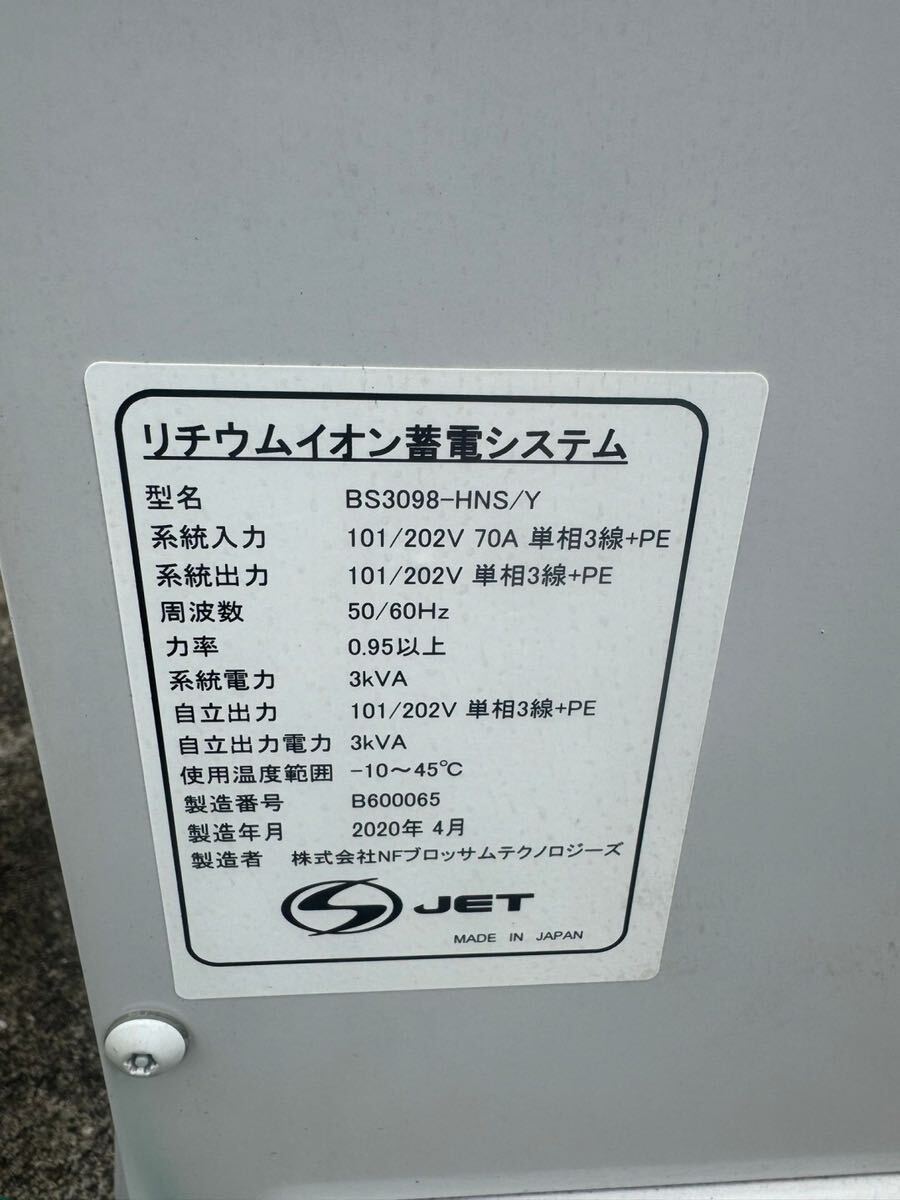 リチウムイオン蓄電システム
型名 BS3098-HNS/Y
系統入力 101/202V 70A 単相3線+PE
系統出力 101/202V 単相3線+PE
周波数 50/60Hz
力率 0.95以上
系統電力 3kVA
自立出力 101/202V 単相3線+PE
自立出力電力 3kVA
使用温度範囲 -10～45℃
製造番号 B600065
製造年月 2020年 4月
製造者 株式会社NFブロッサムテクノロジーズ
S JET
MADE IN JAPAN